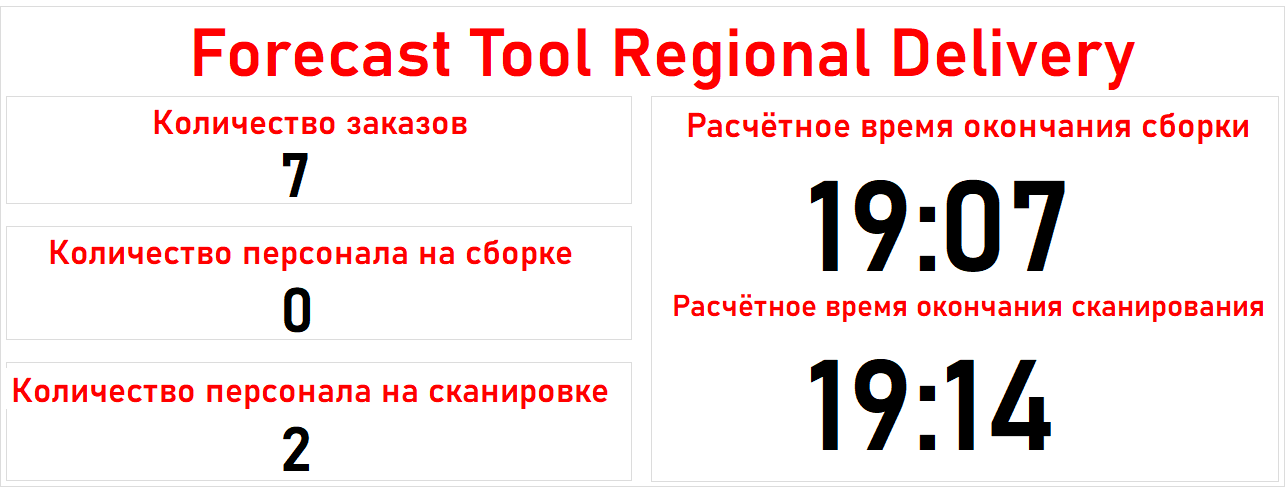 Forecast Tool Regional Delivery
Количество заказов
7
Количество персонала на сборке
0
Количество персонала на сканировке
2
Расчётное время окончания сборки
19:07
Расчётное время окончания сканирования
19:14